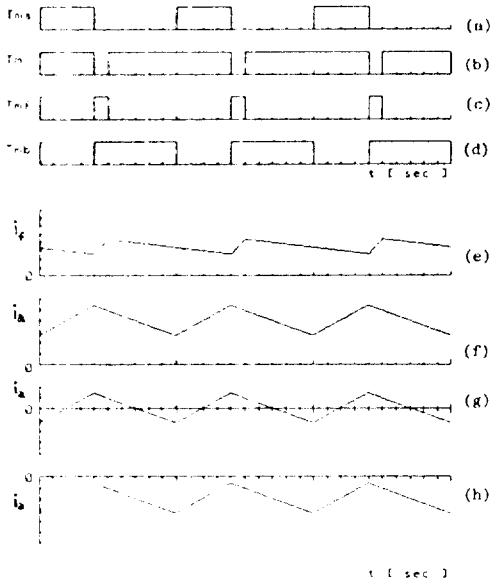 (a)
(b)
(c)
(d)
t [ sec ]
i_f
0
(e)
i_a
0
(f)
i_a
0
(g)
0
i_a
(h)
t [ sec ]